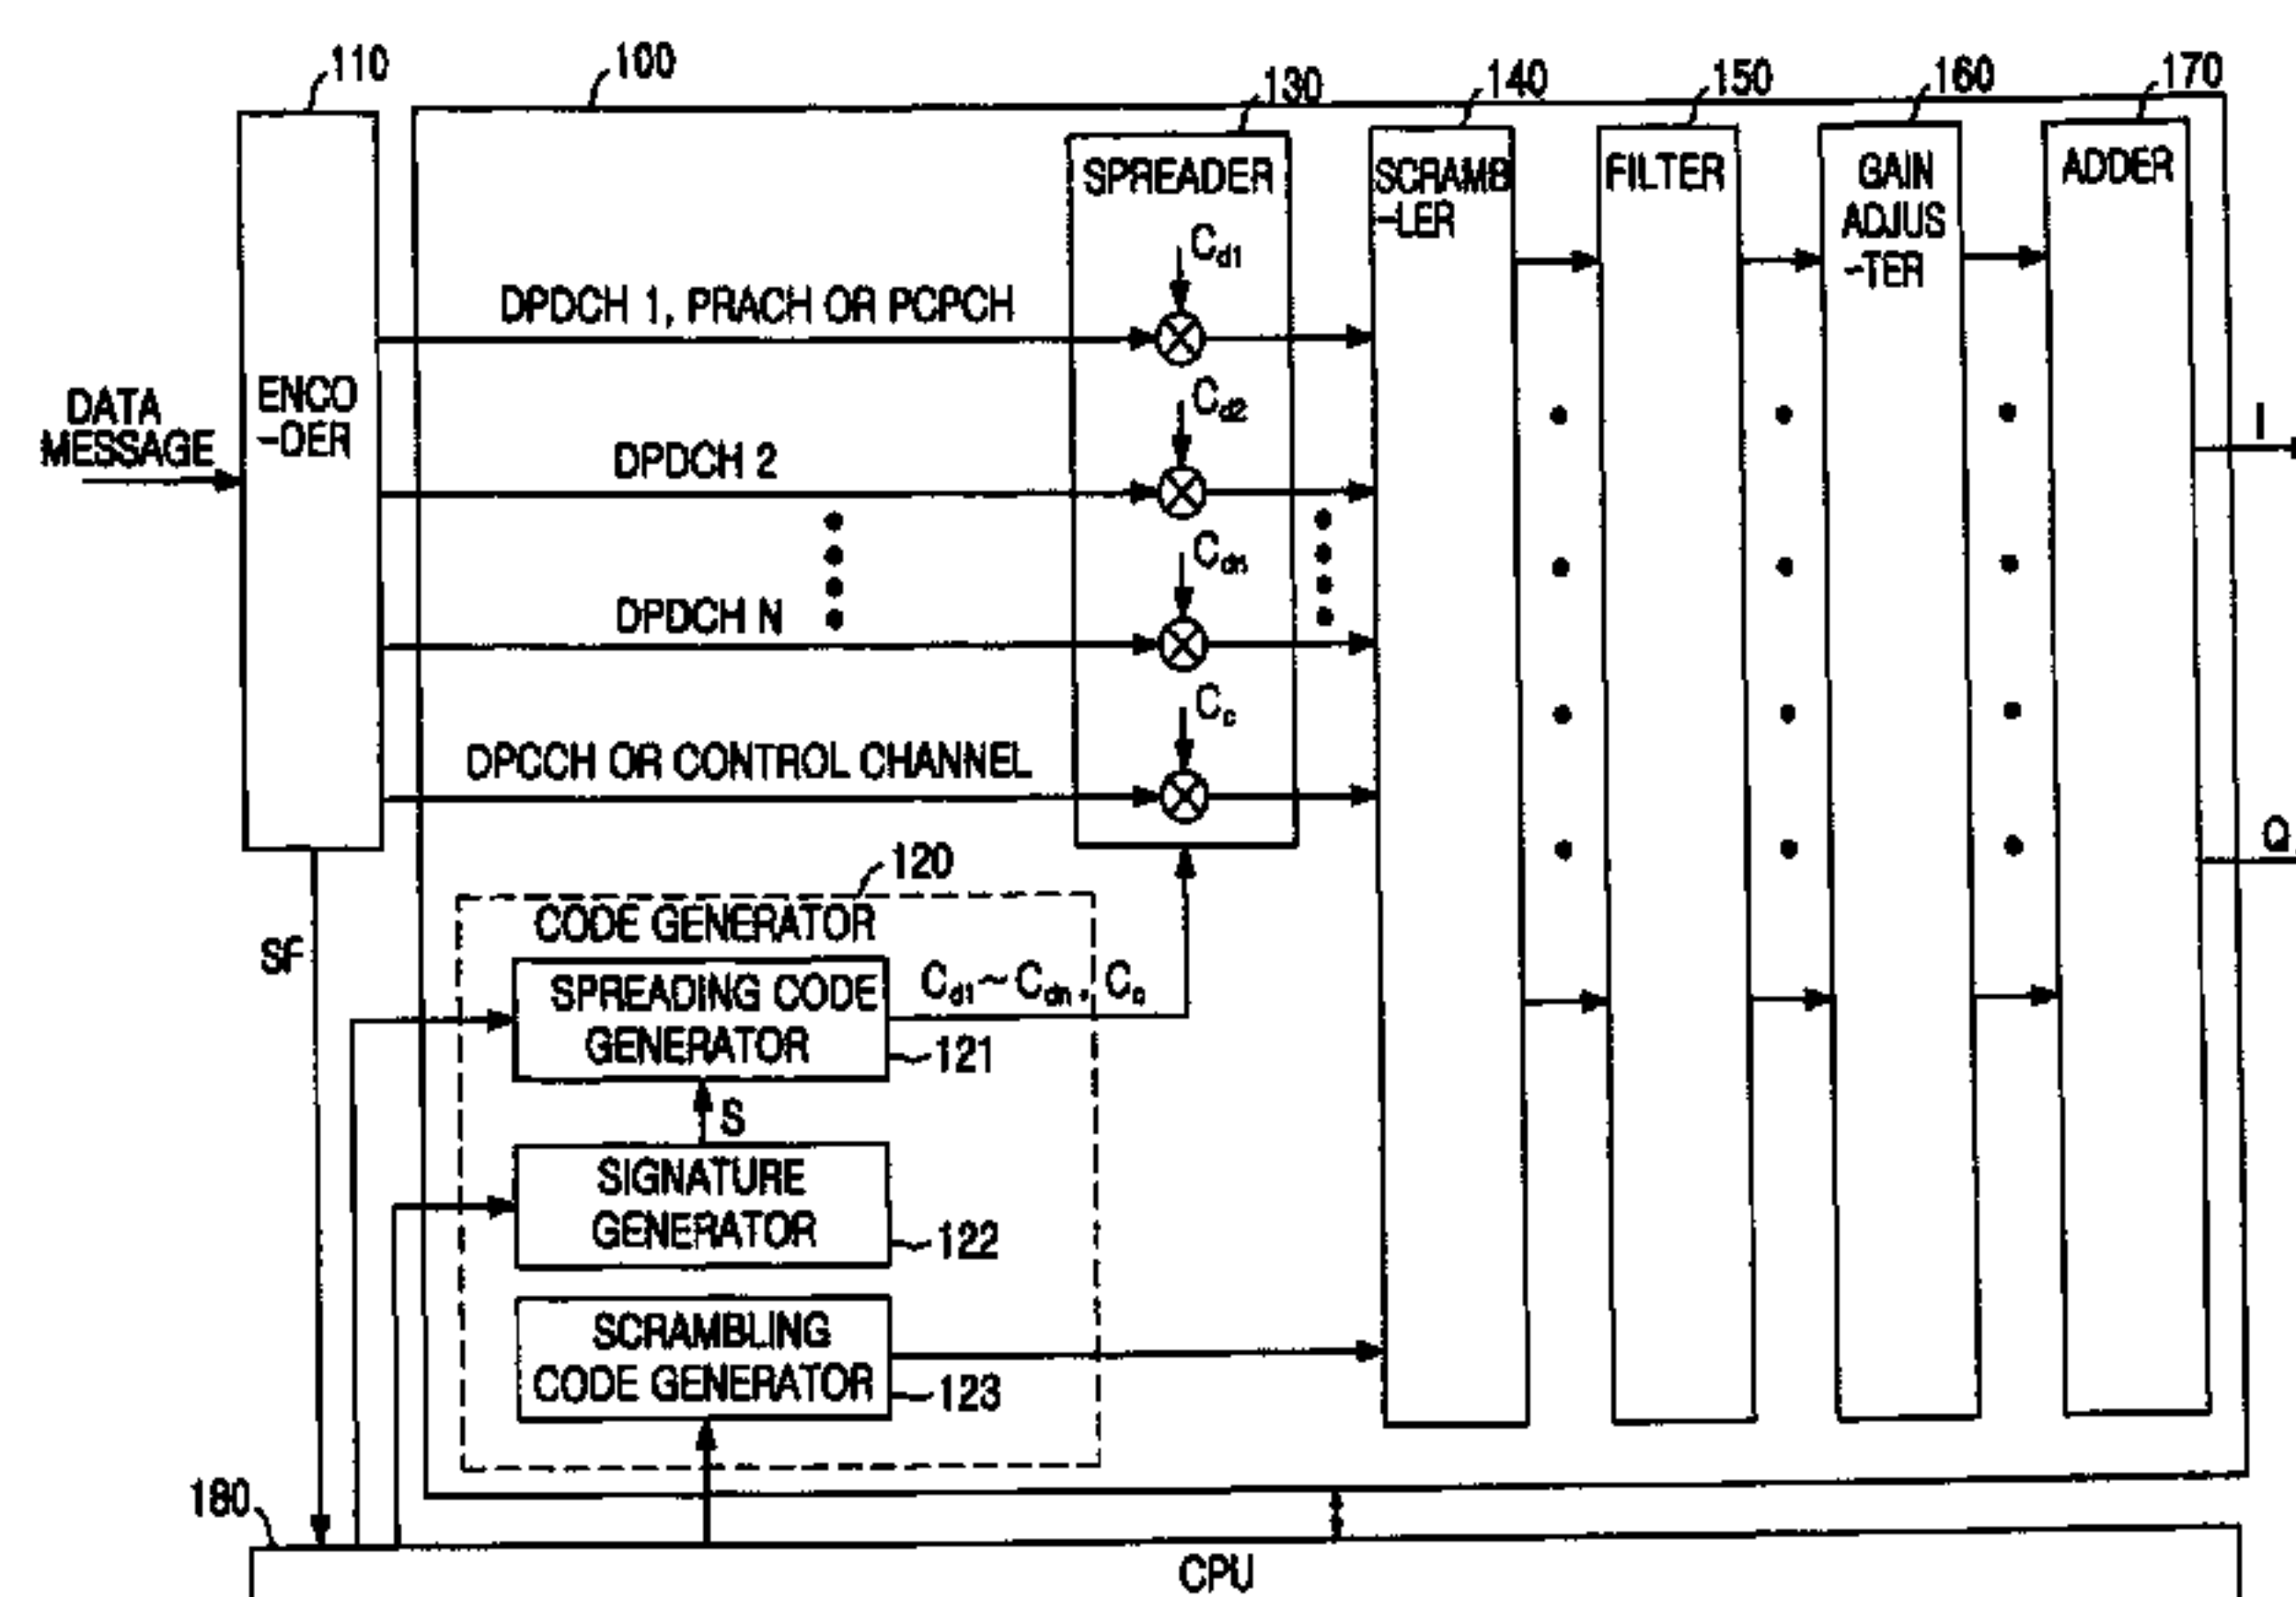 110
100
130
140
150
160
170
SPREADER
SCRAMB
-LER
FILTER
GAIN
ADJUS
-TER
ADDER
Cd1
DPDCH 1, PRACH OR PCPCH
Cd2
DATA
MESSAGE
ENCO
-DER
I
DPDCH 2
Cdn
DPDCH N
Cc
DPCCH OR CONTROL CHANNEL
Q
120
CODE GENERATOR
SF
SPREADING CODE
GENERATOR
121
Cd1~Cdn, Cc
S
SIGNATURE
GENERATOR
122
SCRAMBLING
CODE GENERATOR
123
180
CPU